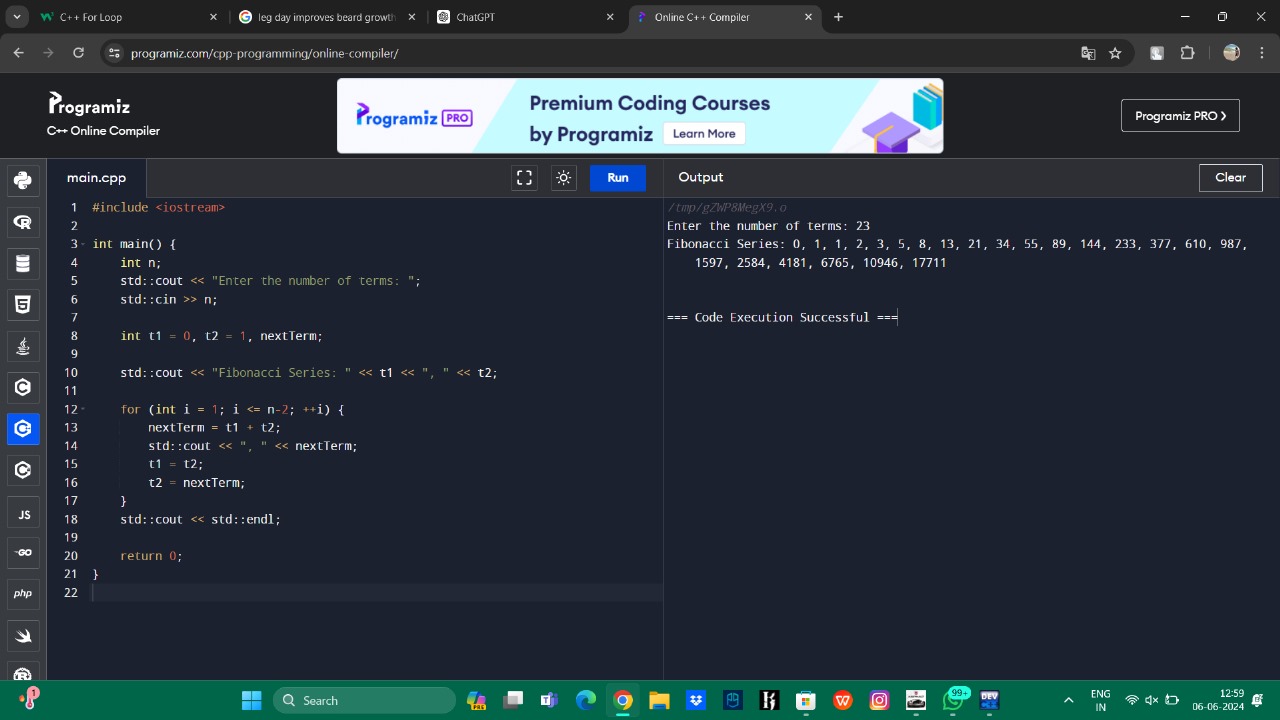 C++ For Loop
leg day improves beard growth
ChatGPT
Online C++ Compiler
programiz.com/cpp-programming/online-compiler/
Programiz
C++ Online Compiler
Programiz PRO
Premium Coding Courses
by Programiz
Learn More
Programiz PRO
main.cpp
Run
Output
Clear
1 #include <iostream>
2
3 int main() {
4 int n;
5 std::cout << "Enter the number of terms: ";
6 std::cin >> n;
7
8 int t1 = 0, t2 = 1, nextTerm;
9
10 std::cout << "Fibonacci Series: " << t1 << ", " << t2;
11
12 for (int i = 1; i <= n-2; ++i) {
13 nextTerm = t1 + t2;
14 std::cout << ", " << nextTerm;
15 t1 = t2;
16 t2 = nextTerm;
17 }
18 std::cout << std::endl;
19
20 return 0;
21 }
22
/tmp/gZWP8MegX9.o
Enter the number of terms: 23
Fibonacci Series: 0, 1, 1, 2, 3, 5, 8, 13, 21, 34, 55, 89, 144, 233, 377, 610, 987,
1597, 2584, 4181, 6765, 10946, 17711
=== Code Execution Successful ===
JS
GO
php
1
Search
PRE
99+
DEV
ENG
IN
12:59
06-06-2024